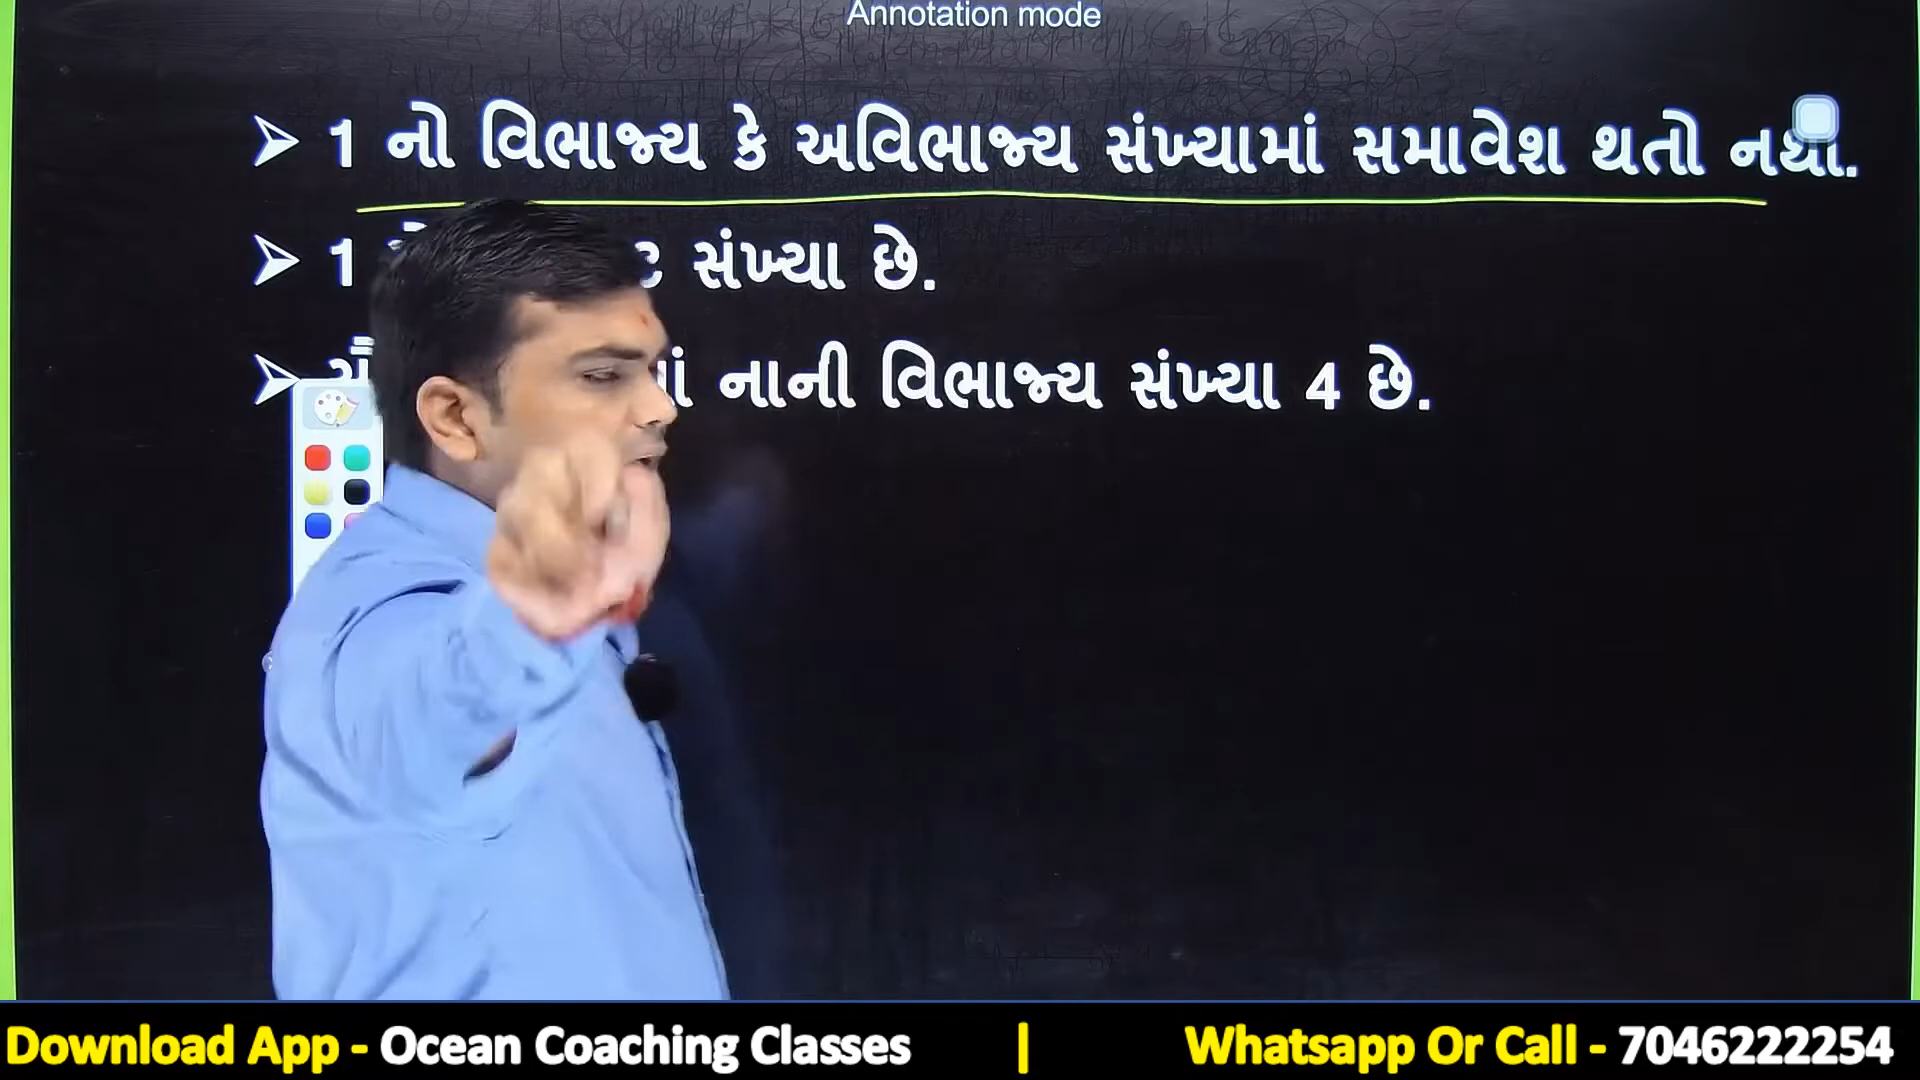 Annotation mode
➢ 1 નો વિભાજ્ય કે અવિભાજ્ય સંખ્યામાં સમાવેશ થતો નથી.
➢ 1 સંખ્યા છે.
➢ નાની વિભાજ્ય સંખ્યા 4 છે.
Download App - Ocean Coaching Classes | Whatsapp Or Call - 7046222254